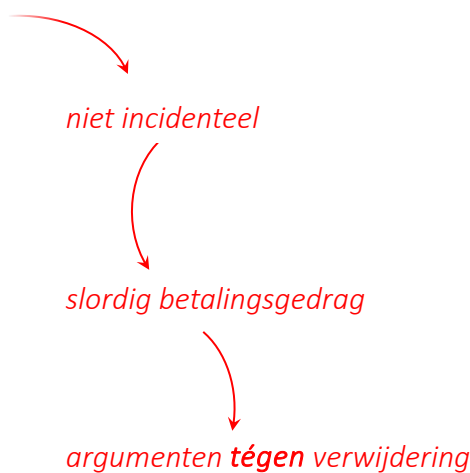 niet incidenteel
slordig betalingsgedrag
argumenten tégen verwijdering